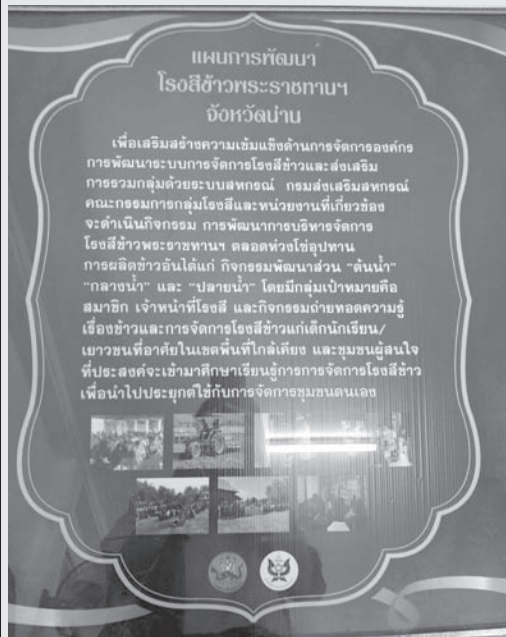 แผนการพัฒนา
โรงสีข้าวพระราชทานฯ
จังหวัดน่าน
เพื่อเสริมสร้างความเข้มแข็งด้านการจัดการองค์กร
การพัฒนาระบบการจัดการโรงสีข้าวและส่งเสริม
การรวมกลุ่มด้วยระบบสหกรณ์ กรมส่งเสริมสหกรณ์
คณะกรรมการกลุ่มโรงสีและหน่วยงานที่เกี่ยวข้อง
จะดำเนินกิจกรรม การพัฒนาการบริหารจัดการ
โรงสีข้าวพระราชทานฯ ตลอดห่วงโซ่อุปทาน
การผลิตข้าวอันได้แก่ กิจกรรมพัฒนาส่วน "ต้นน้ำ"
"กลางน้ำ" และ "ปลายน้ำ" โดยมีกลุ่มเป้าหมายคือ
สมาชิก เจ้าหน้าที่โรงสี และกิจกรรมถ่ายทอดความรู้
เรื่องข้าวและการจัดการโรงสีข้าวแก่เด็กนักเรียน/
เยาวชนที่อาศัยในเขตพื้นที่ใกล้เคียง และชุมชนผู้สนใจ
ที่ประสงค์จะเข้ามาศึกษาเรียนรู้การการจัดการโรงสีข้าว
เพื่อนำไปประยุกต์ใช้กับการจัดการชุมชนตนเอง